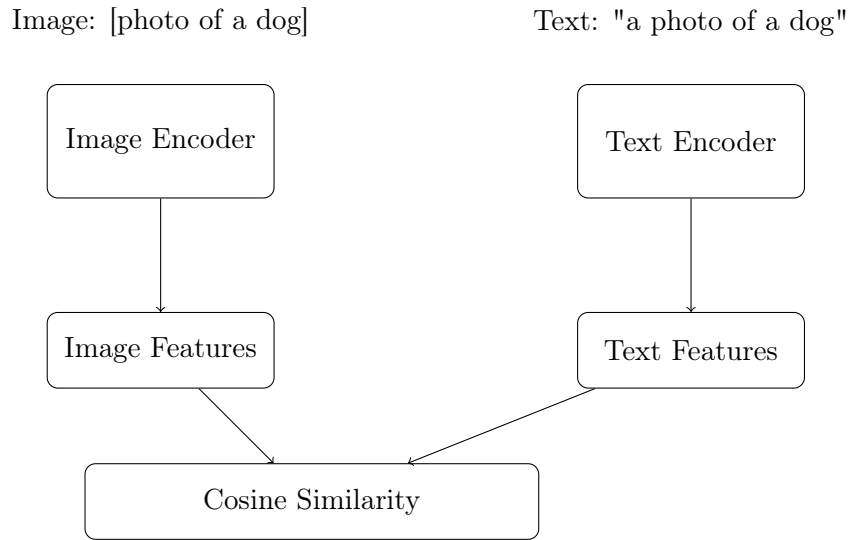 Image: [photo of a dog]
Text: "a photo of a dog"
Image Encoder
Text Encoder
Image Features
Text Features
Cosine Similarity